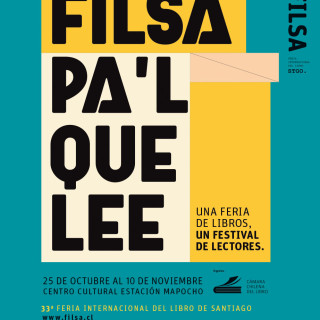 FILSA
PA'L
QUE
LEE
FILSA
STGO.
UNA FERIA
DE LIBROS,
UN FESTIVAL
DE LECTORES.
25 DE OCTUBRE AL 10 DE NOVIEMBRE
CENTRO CULTURAL ESTACIÓN MAPOCHO
CÁMARA
CHILENA
DEL LIBRO
33ª FERIA INTERNACIONAL DEL LIBRO DE SANTIAGO
www.filsa.cl